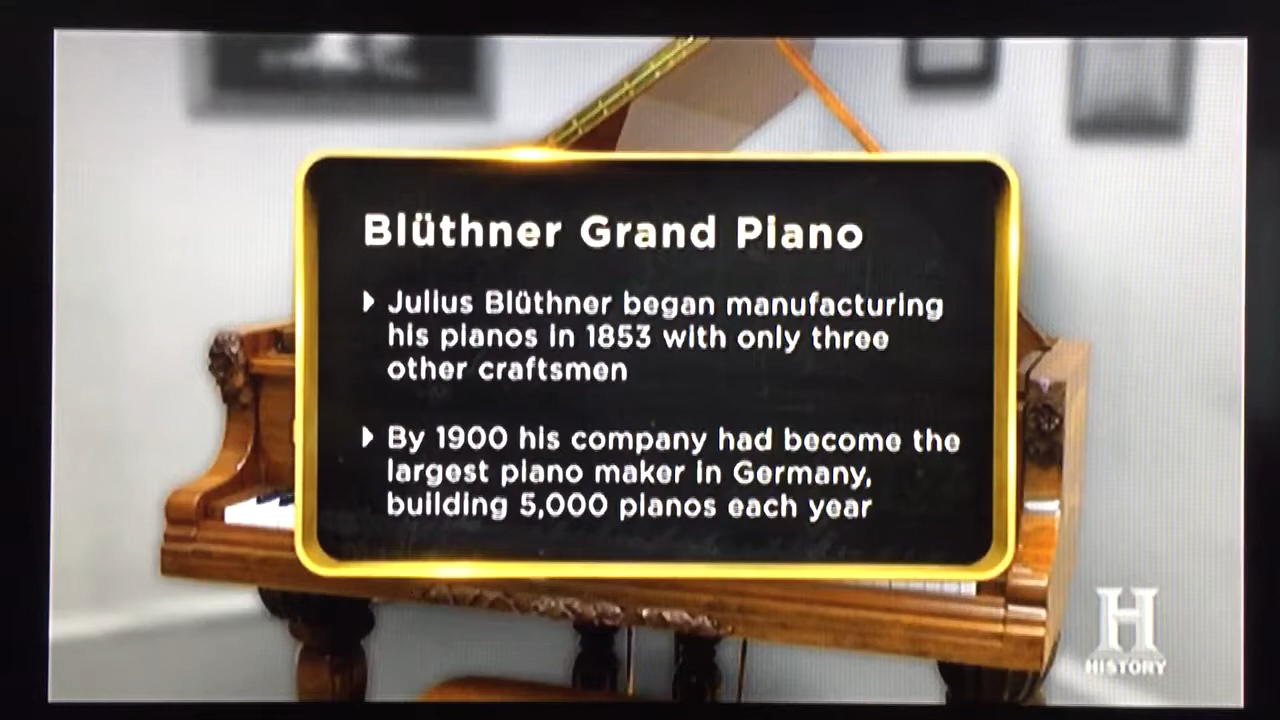 Blüthner Grand Piano
Julius Blüthner began manufacturing
his pianos in 1853 with only three
other craftsmen
By 1900 his company had become the
largest piano maker in Germany,
building 5,000 pianos each year
H
HISTORY